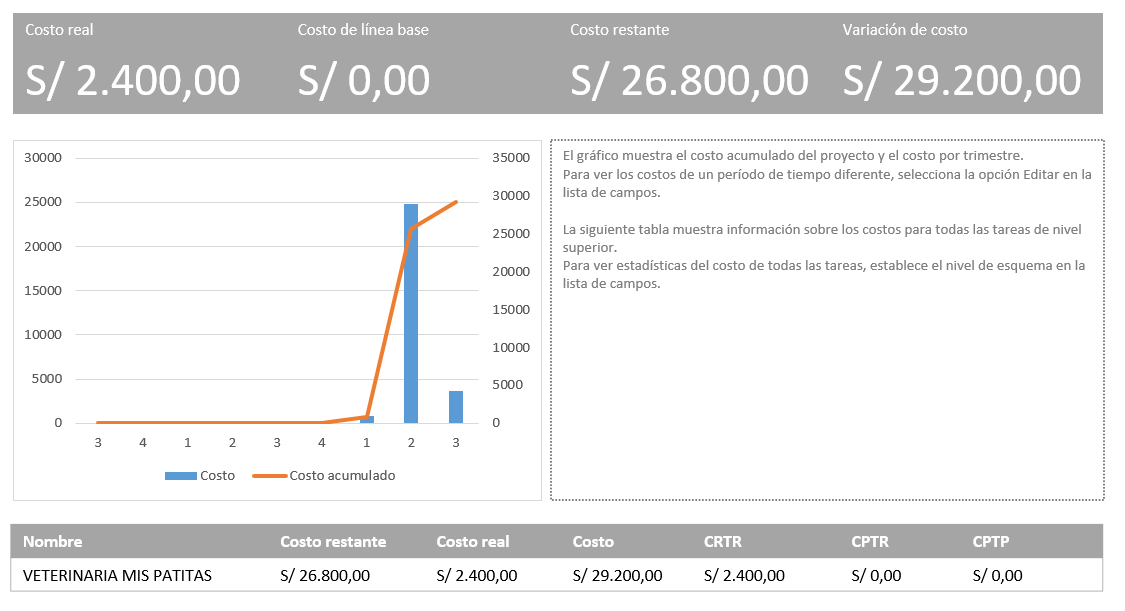 Costo real
Costo de línea base
Costo restante
Variación de costo
S/ 2.400,00
S/ 0,00
S/ 26.800,00
S/ 29.200,00
30000
25000
20000
15000
10000
5000
0
35000
30000
25000
20000
15000
10000
5000
0
3 4 1 2 3 4 1 2 3
Costo
Costo acumulado
El gráfico muestra el costo acumulado del proyecto y el costo por trimestre.
Para ver los costos de un período de tiempo diferente, selecciona la opción Editar en la
lista de campos.
La siguiente tabla muestra información sobre los costos para todas las tareas de nivel
superior.
Para ver estadísticas del costo de todas las tareas, establece el nivel de esquema en la
lista de campos.
Nombre Costo restante Costo real Costo CRTR CPTR CPTP
VETERINARIA MIS PATITAS S/ 26.800,00 S/ 2.400,00 S/ 29.200,00 S/ 2.400,00 S/ 0,00 S/ 0,00